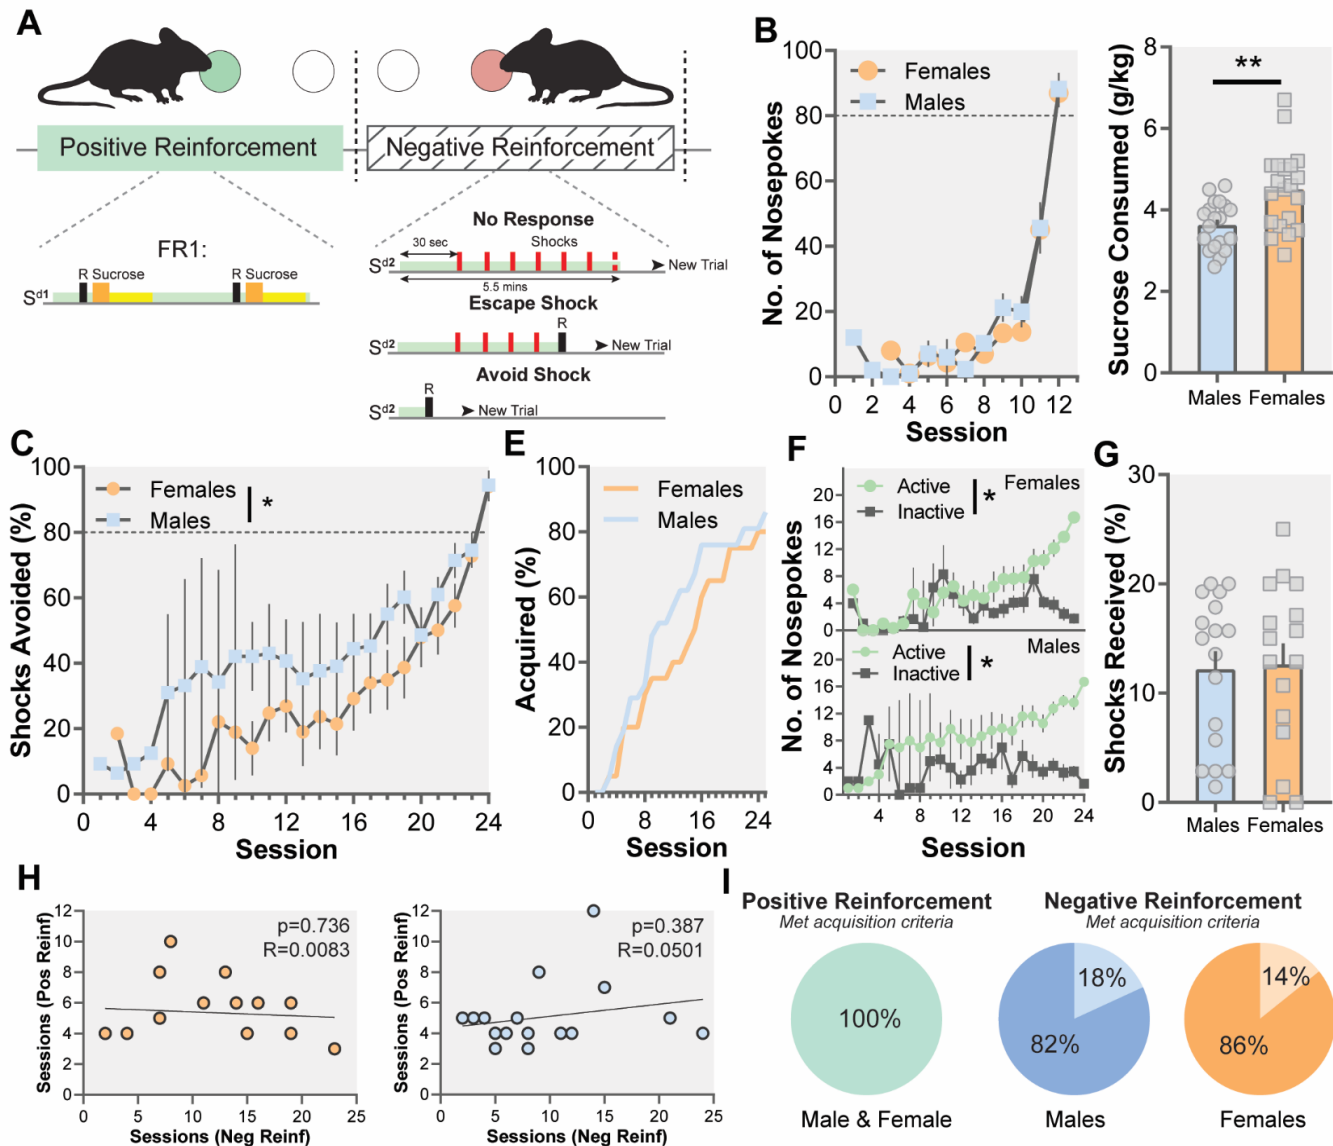 A
Positive Reinforcement
Negative Reinforcement
FR1:
R Sucrose
R Sucrose
Sd1
No Response
30 sec
Shocks
Sd2
New Trial
5.5 mins
Escape Shock
R
Sd2
New Trial
Avoid Shock
R
Sd2
New Trial
B
100
80
60
40
20
0
Females
Males
No. of Nosepokes
0 2 4 6 8 10 12
Session
8
6
4
2
0
**
Sucrose Consumed (g/kg)
Males Females
C
100
80
60
40
20
0
Females
Males
*
Shocks Avoided (%)
0 4 8 12 16 20 24
Session
E
100
80
60
40
20
0
Females
Males
Acquired (%)
0 8 16 24
Session
F
20
16
12
8
4
0
Active
Inactive
*
Females
20
16
12
8
4
0
Active
Inactive
*
Males
No. of Nosepokes
4 8 12 16 20 24
Session
G
30
20
10
0
Shocks Received (%)
Males Females
H
12
10
8
6
4
2
0
p=0.736
R=0.0083
Sessions (Pos Reinf)
0 5 10 15 20 25
Sessions (Neg Reinf)
12
10
8
6
4
2
0
p=0.387
R=0.0501
Sessions (Pos Reinf)
0 5 10 15 20 25
Sessions (Neg Reinf)
I
Positive Reinforcement
Met acquisition criteria
100%
Male & Female
Negative Reinforcement
Met acquisition criteria
18%
82%
Males
14%
86%
Females